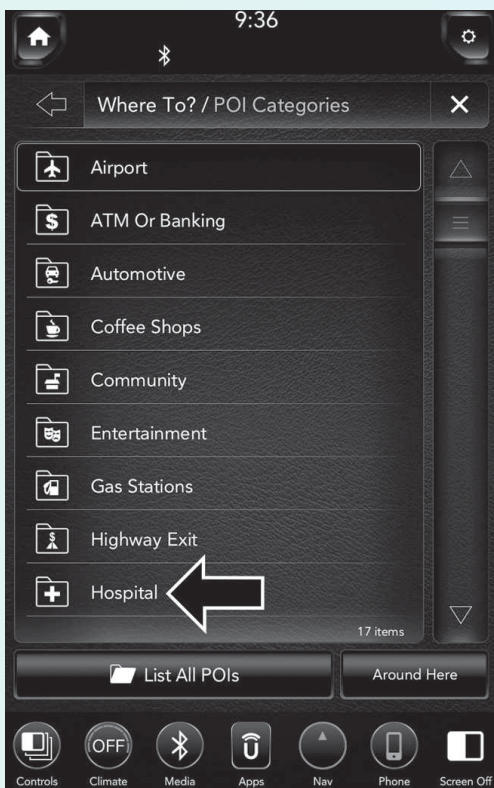 9:36
Where To? / POI Categories
Airport
ATM Or Banking
Automotive
Coffee Shops
Community
Entertainment
Gas Stations
Highway Exit
Hospital
17 items
List All POIs
Around Here
OFF
Controls Climate Media Apps Nav Phone Screen Off